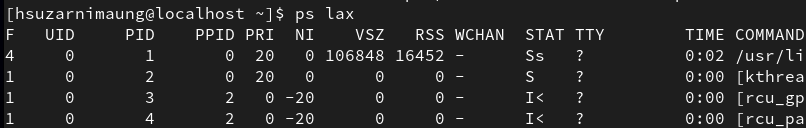 [hsuzarnimaung@localhost ~]$ ps lax
F   UID     PID    PPID PRI  NI    VSZ   RSS WCHAN  STAT TTY        TIME COMMAND
4     0       1       0  20   0 106848 16452 -      Ss   ?          0:02 /usr/li
1     0       2       0  20   0      0     0 -      S    ?          0:00 [kthrea
1     0       3       2   0 -20      0     0 -      I<   ?          0:00 [rcu_gp
1     0       4       2   0 -20      0     0 -      I<   ?          0:00 [rcu_pa